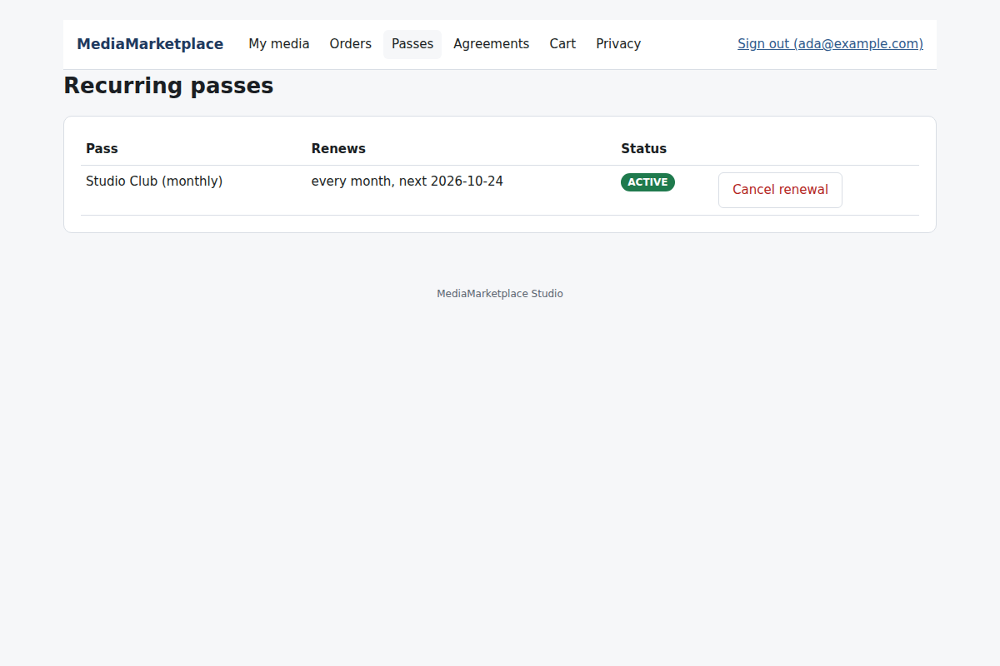 MediaMarketplace My media Orders Passes Agreements Cart Privacy Sign out (ada@example.com)
Recurring passes
Pass Renews Status
Studio Club (monthly) every month, next 2026-10-24 ACTIVE Cancel renewal
MediaMarketplace Studio